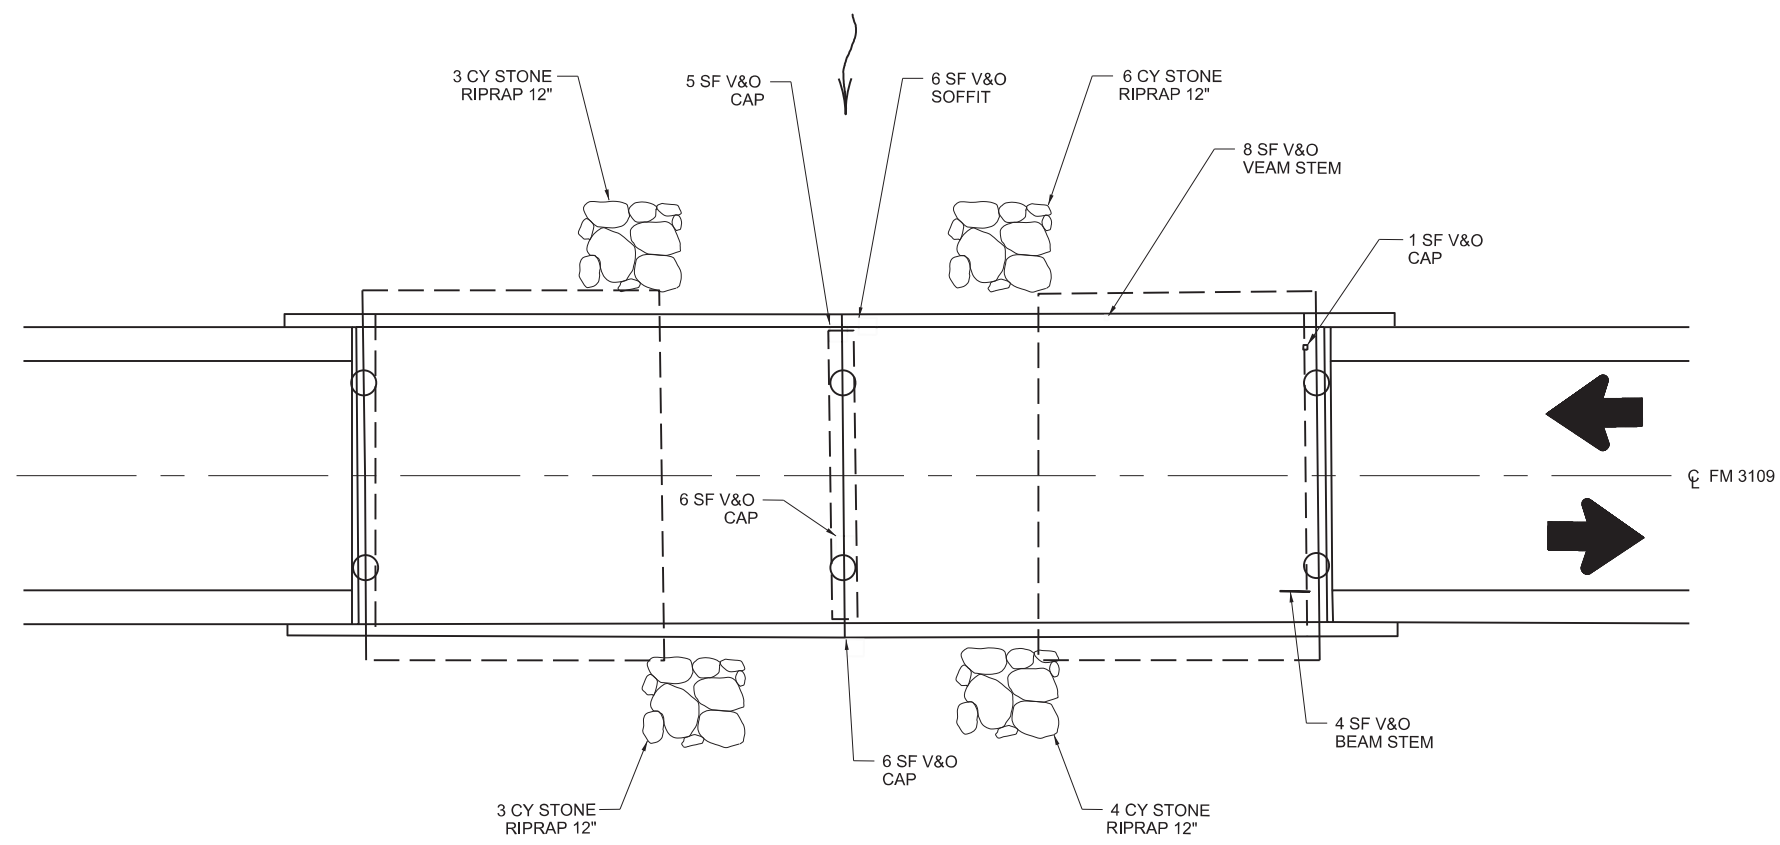 3 CY STONE
RIPRAP 12"
5 SF V&O
CAP
6 SF V&O
SOFFIT
6 CY STONE
RIPRAP 12"
8 SF V&O
VEAM STEM
1 SF V&O
CAP
℄ FM 3109
6 SF V&O
CAP
4 SF V&O
BEAM STEM
6 SF V&O
CAP
3 CY STONE
RIPRAP 12"
4 CY STONE
RIPRAP 12"